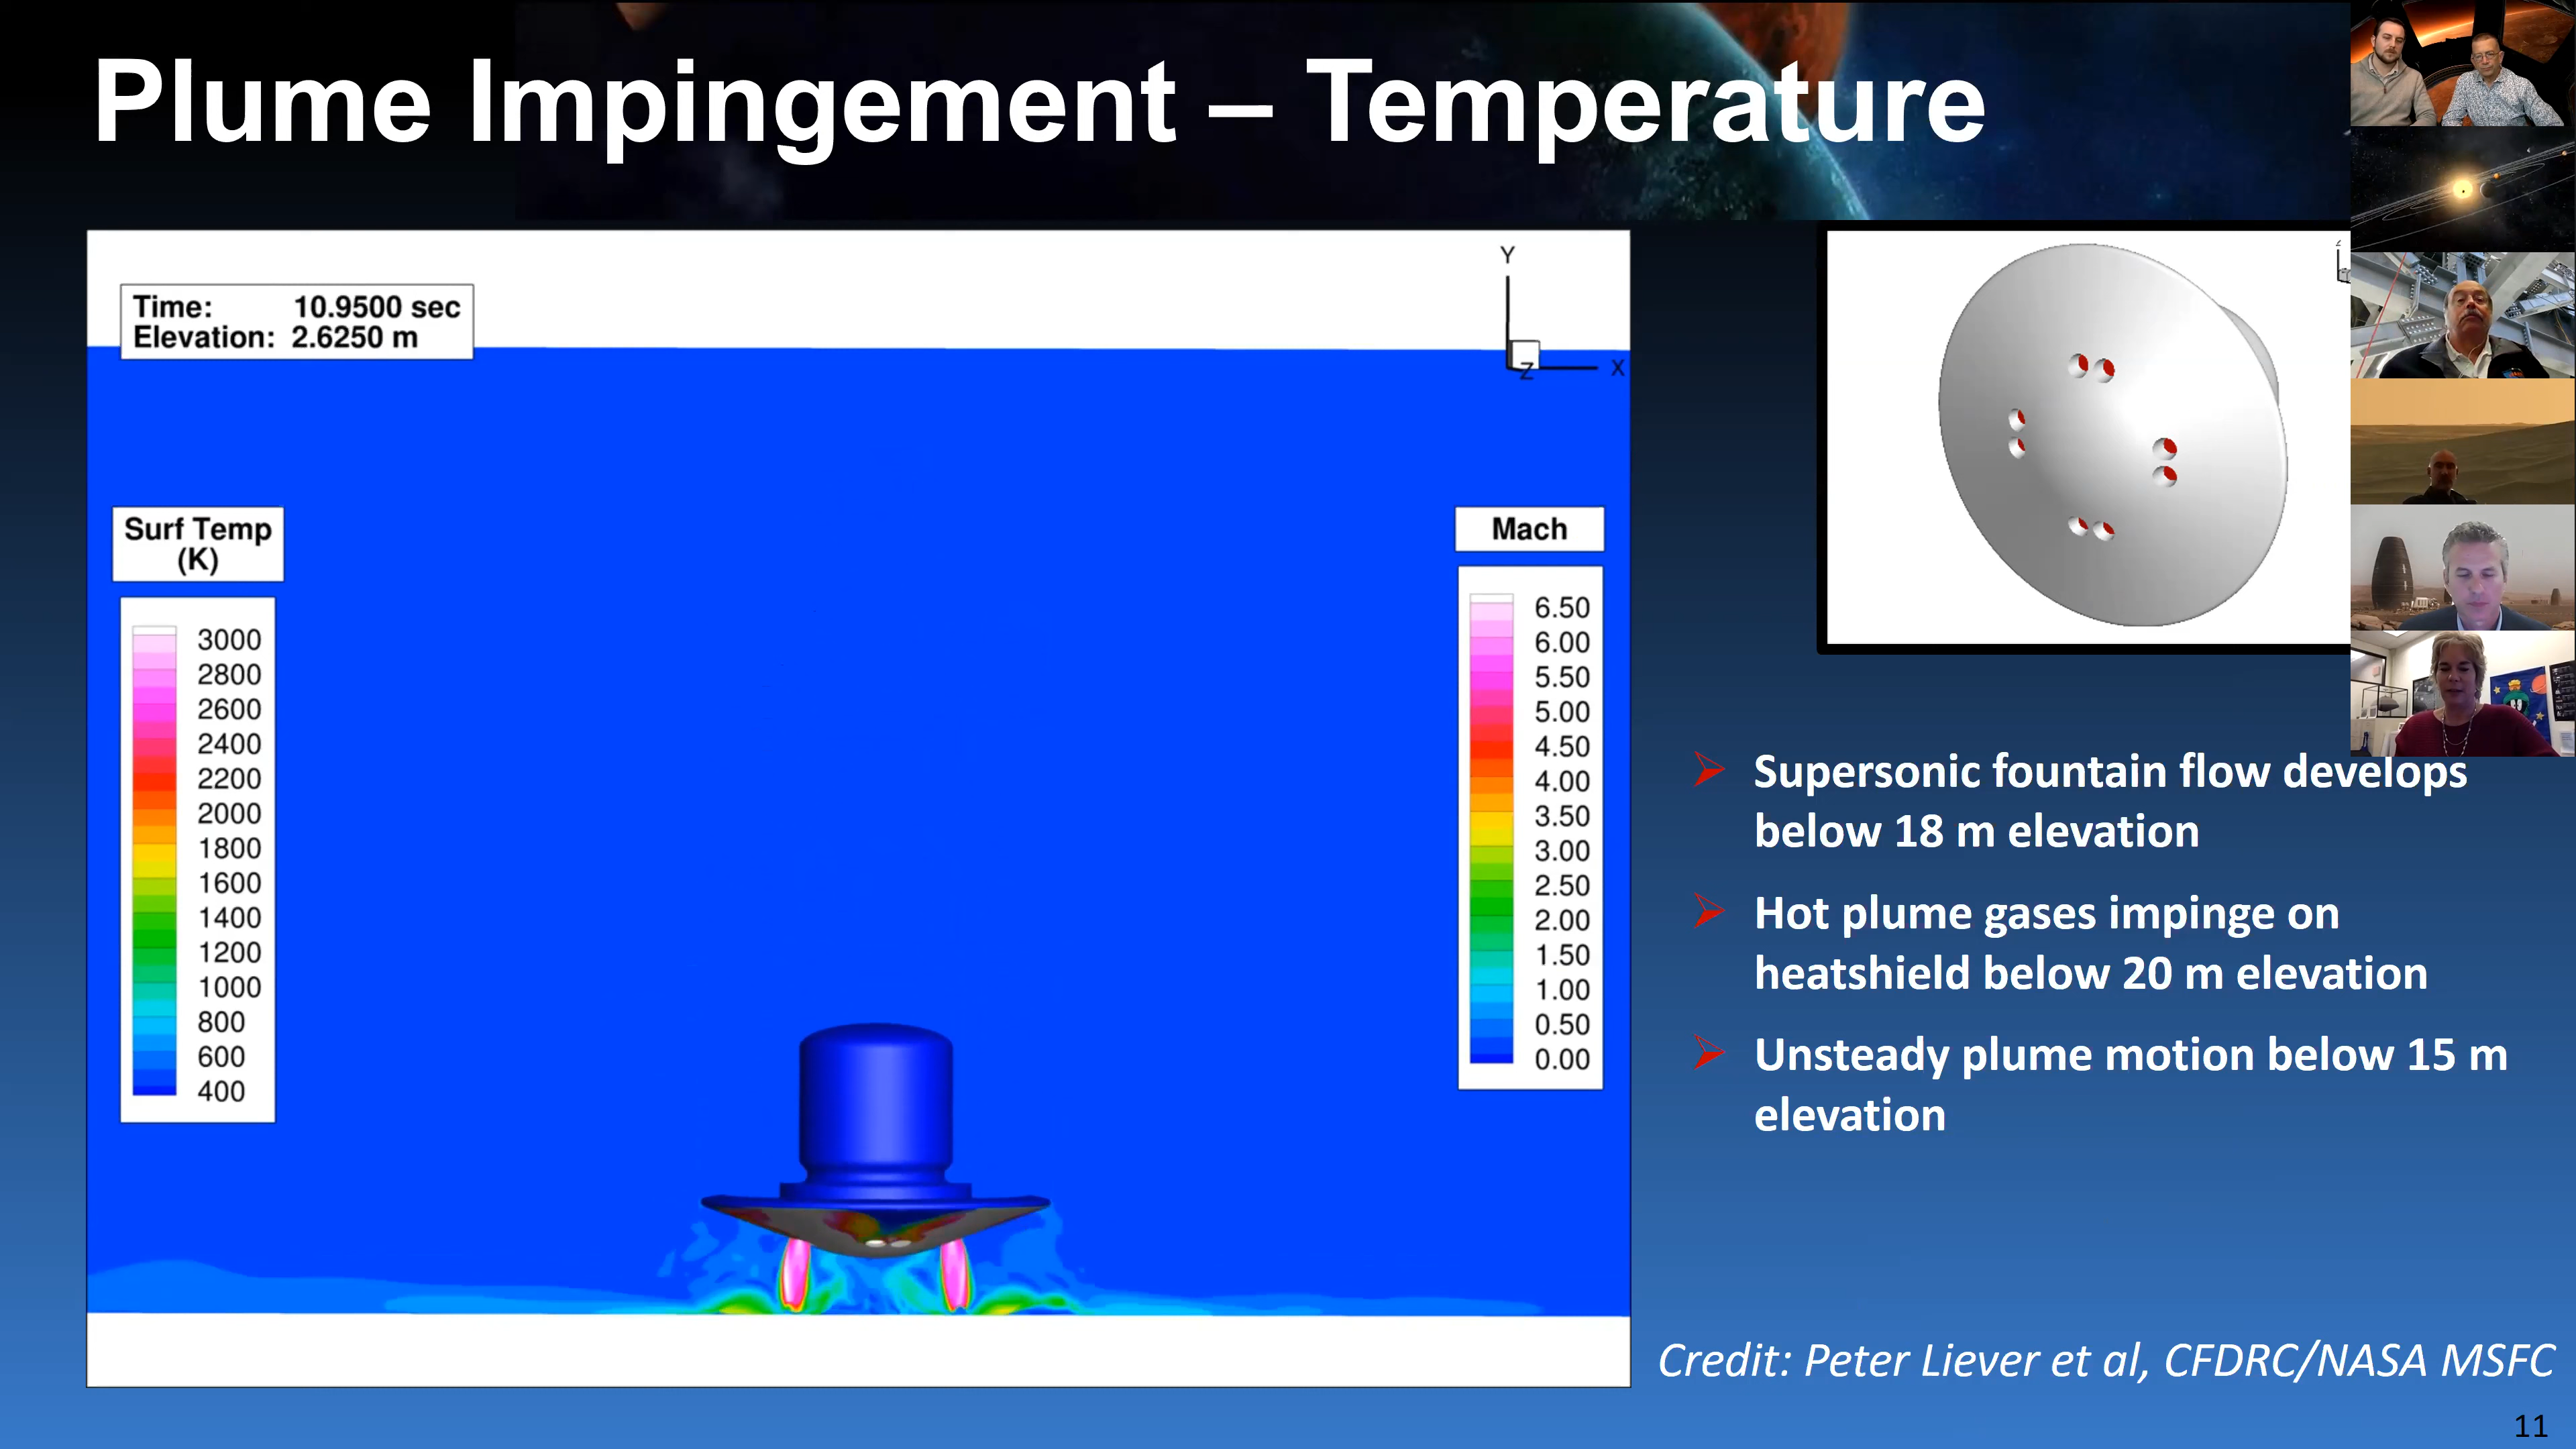 Plume Impingement – Temperature
Time: 10.9500 sec
Elevation: 2.6250 m
Y
X
Z
Surf Temp
(K)
3000
2800
2600
2400
2200
2000
1800
1600
1400
1200
1000
800
600
400
Mach
6.50
6.00
5.50
5.00
4.50
4.00
3.50
3.00
2.50
2.00
1.50
1.00
0.50
0.00
Supersonic fountain flow develops
below 18 m elevation
Hot plume gases impinge on
heatshield below 20 m elevation
Unsteady plume motion below 15 m
elevation
Credit: Peter Liever et al, CFDRC/NASA MSFC
11